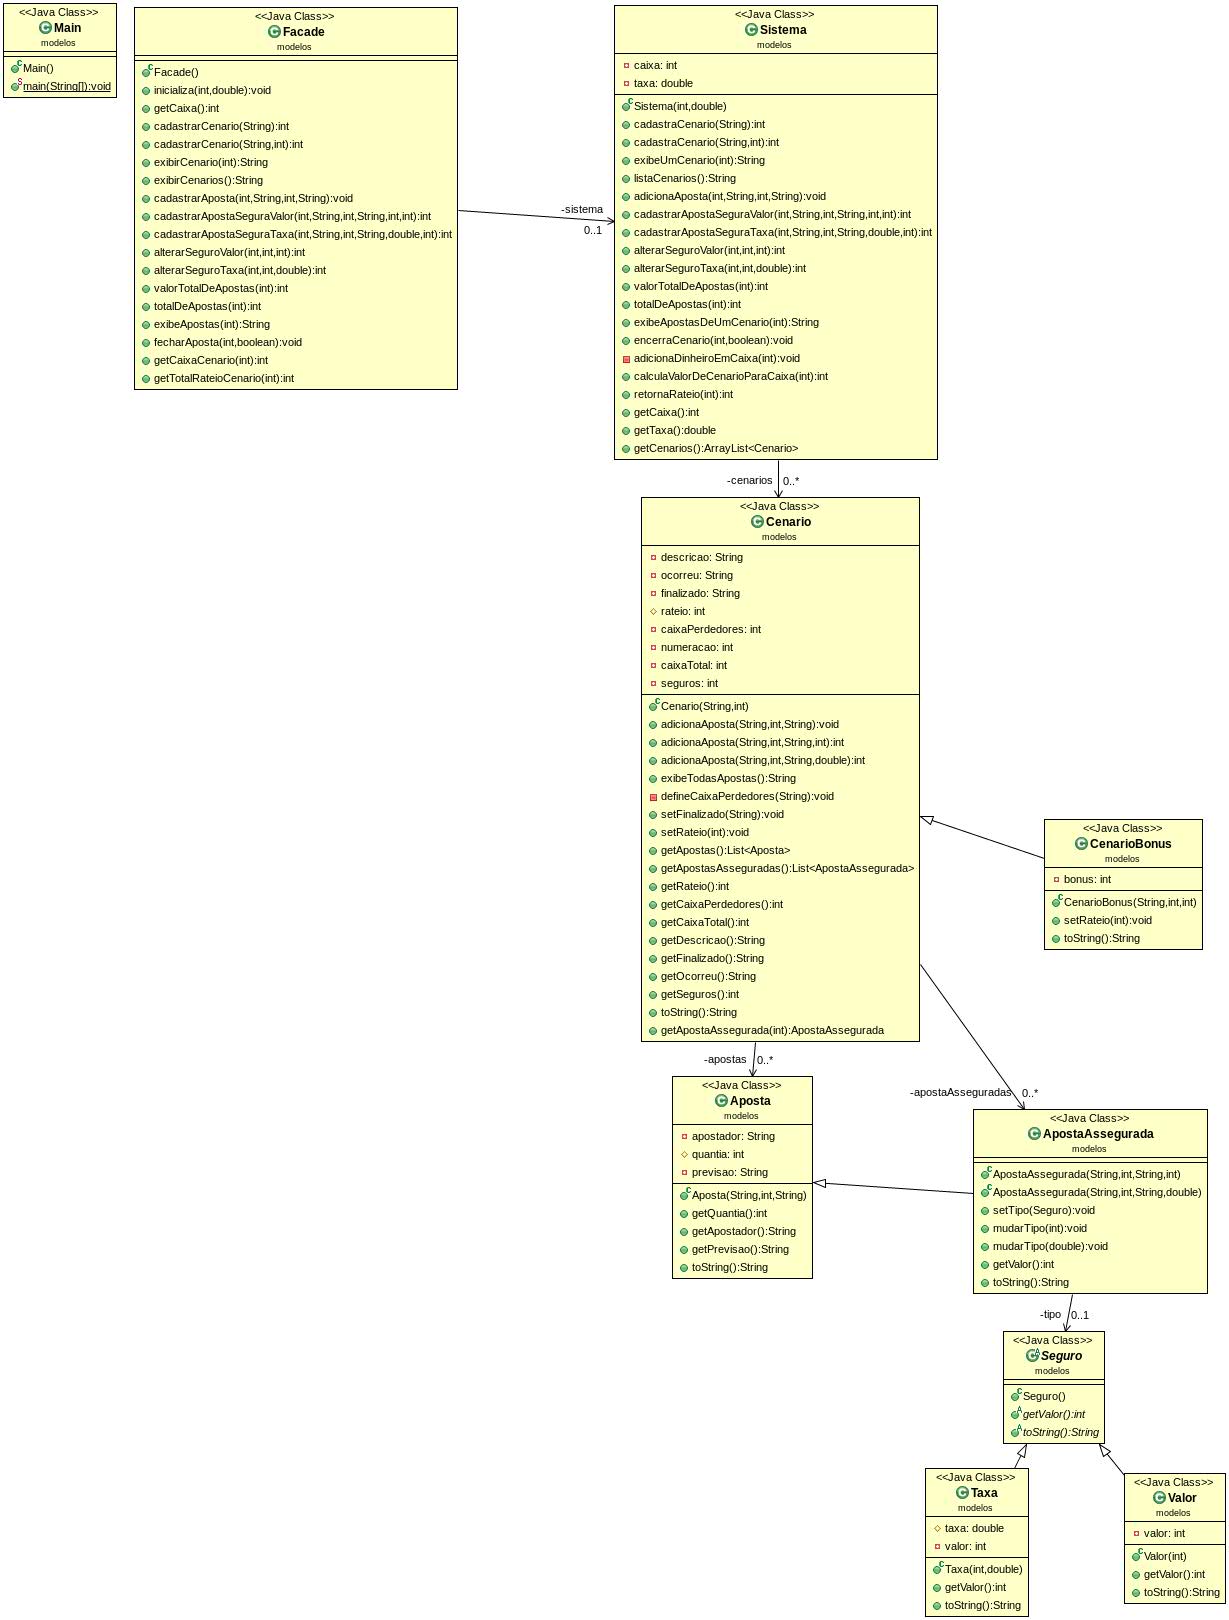 <<Java Class>>
Main
modelos
Main()
main(String[]):void
<<Java Class>>
Facade
modelos
Facade()
inicializa(int,double):void
getCaixa():int
cadastrarCenario(String):int
cadastrarCenario(String,int):int
exibirCenario(int):String
exibirCenarios():String
cadastrarAposta(int,String,int,String):void
cadastrarApostaSeguraValor(int,String,int,String,int,int):int
cadastrarApostaSeguraTaxa(int,String,int,String,double,int):int
alterarSeguroValor(int,int,int):int
alterarSeguroTaxa(int,int,double):int
valorTotalDeApostas(int):int
totalDeApostas(int):int
exibeApostas(int):String
fecharAposta(int,boolean):void
getCaixaCenario(int):int
getTotalRateioCenario(int):int
-sistema
0..1
<<Java Class>>
Sistema
modelos
caixa: int
taxa: double
Sistema(int,double)
cadastraCenario(String):int
cadastraCenario(String,int):int
exibeUmCenario(int):String
listaCenarios():String
adicionaAposta(int,String,int,String):void
cadastrarApostaSeguraValor(int,String,int,String,int,int):int
cadastrarApostaSeguraTaxa(int,String,int,String,double,int):int
alterarSeguroValor(int,int,int):int
alterarSeguroTaxa(int,int,double):int
valorTotalDeApostas(int):int
totalDeApostas(int):int
exibeApostasDeUmCenario(int):String
encerraCenario(int,boolean):void
adicionaDinheiroEmCaixa(int):void
calculaValorDeCenarioParaCaixa(int):int
retornaRateio(int):int
getCaixa():int
getTaxa():double
getCenarios():ArrayList<Cenario>
-cenarios 0..*
<<Java Class>>
Cenario
modelos
descricao: String
ocorreu: String
finalizado: String
rateio: int
caixaPerdedores: int
numeracao: int
caixaTotal: int
seguros: int
Cenario(String,int)
adicionaAposta(String,int,String):void
adicionaAposta(String,int,String,int):int
adicionaAposta(String,int,String,double):int
exibeTodasApostas():String
defineCaixaPerdedores(String):void
setFinalizado(String):void
setRateio(int):void
getApostas():List<Aposta>
getApostasAsseguradas():List<ApostaAssegurada>
getRateio():int
getCaixaPerdedores():int
getCaixaTotal():int
getDescricao():String
getFinalizado():String
getOcorreu():String
getSeguros():int
toString():String
getApostaAssegurada(int):ApostaAssegurada
<<Java Class>>
CenarioBonus
modelos
bonus: int
CenarioBonus(String,int,int)
setRateio(int):void
toString():String
-apostas 0..*
-apostaAsseguradas 0..*
<<Java Class>>
Aposta
modelos
apostador: String
quantia: int
previsao: String
Aposta(String,int,String)
getQuantia():int
getApostador():String
getPrevisao():String
toString():String
<<Java Class>>
ApostaAssegurada
modelos
ApostaAssegurada(String,int,String,int)
ApostaAssegurada(String,int,String,double)
setTipo(Seguro):void
mudarTipo(int):void
mudarTipo(double):void
getValor():int
toString():String
-tipo 0..1
<<Java Class>>
Seguro
modelos
Seguro()
getValor():int
toString():String
<<Java Class>>
Taxa
modelos
taxa: double
valor: int
Taxa(int,double)
getValor():int
toString():String
<<Java Class>>
Valor
modelos
valor: int
Valor(int)
getValor():int
toString():String